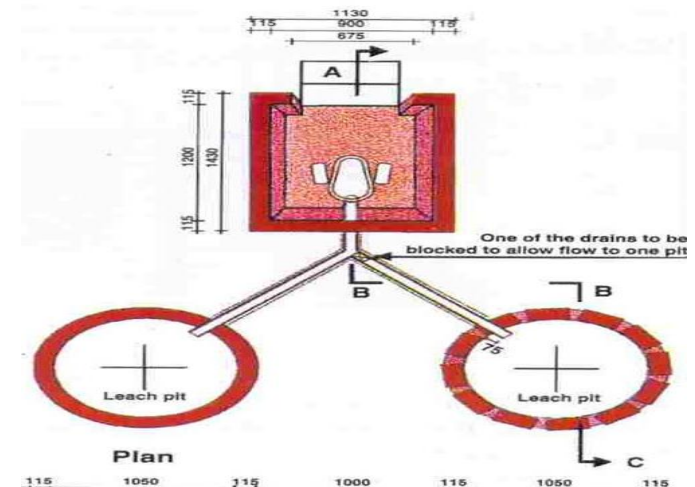 1130
115 900 115
675
A
115
1200
1430
115
One of the drains to be
blocked to allow flow to one pit
B
B
75
Leach pit
Leach pit
Plan
C
115 1050 115 1000 115 1050 115